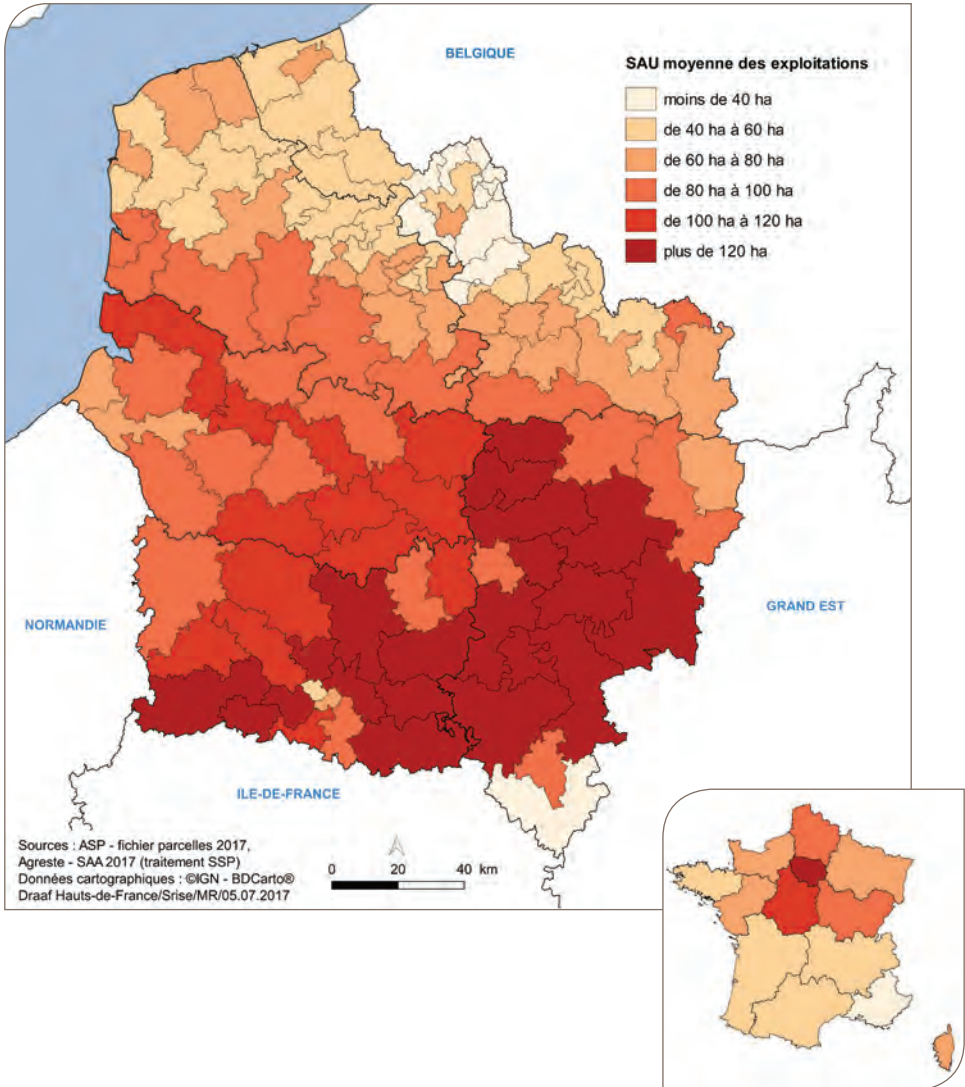 BELGIQUE
SAU moyenne des exploitations
moins de 40 ha
de 40 ha à 60 ha
de 60 ha à 80 ha
de 80 ha à 100 ha
de 100 ha à 120 ha
plus de 120 ha
NORMANDIE
GRAND EST
ILE-DE-FRANCE
Sources : ASP - fichier parcelles 2017,
Agreste - SAA 2017 (traitement SSP)
Données cartographiques : ©IGN - BDCarto®
Draaf Hauts-de-France/Srise/MR/05.07.2017
0 20 40 km